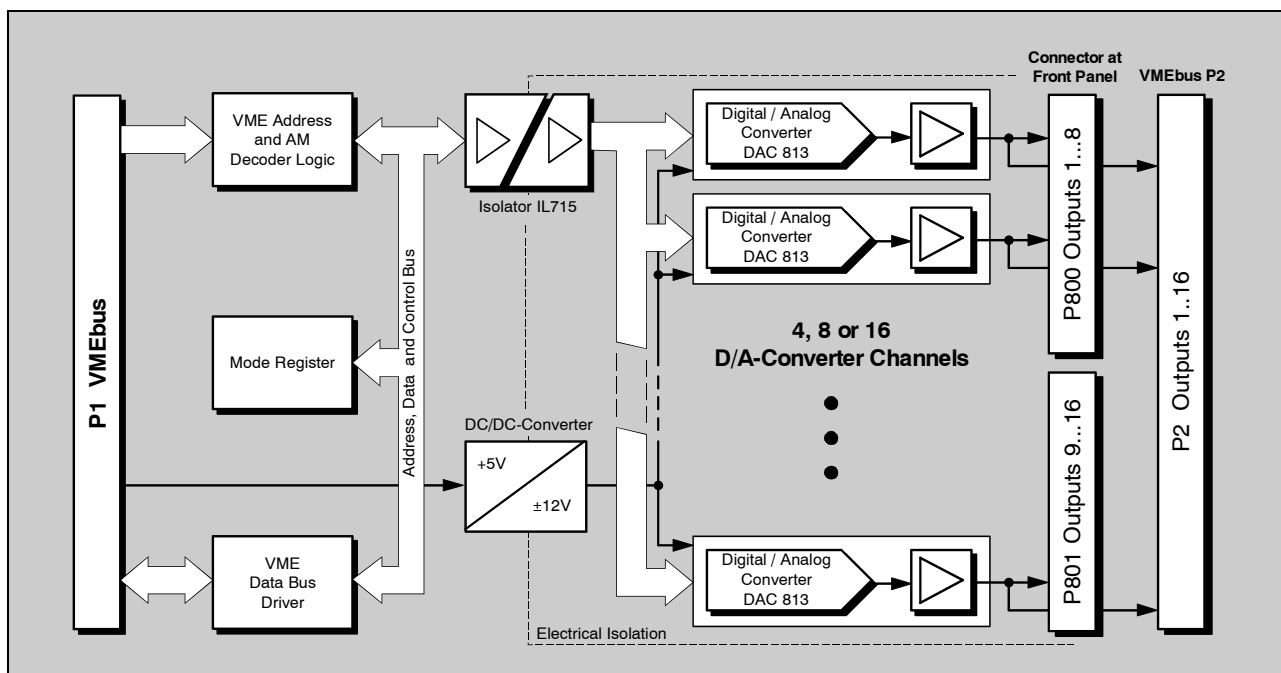 Connector at
Front Panel
VMEbus P2
P1 VMEbus
VME Address
and AM
Decoder Logic
Isolator IL715
Digital / Analog
Converter
DAC 813
Digital / Analog
Converter
DAC 813
P800 Outputs 1...8
P2 Outputs 1..16
Address, Data and Control Bus
Mode Register
4, 8 or 16
D/A-Converter Channels
DC/DC-Converter
+5V
±12V
VME
Data Bus
Driver
Digital / Analog
Converter
DAC 813
P801 Outputs 9...16
Electrical Isolation